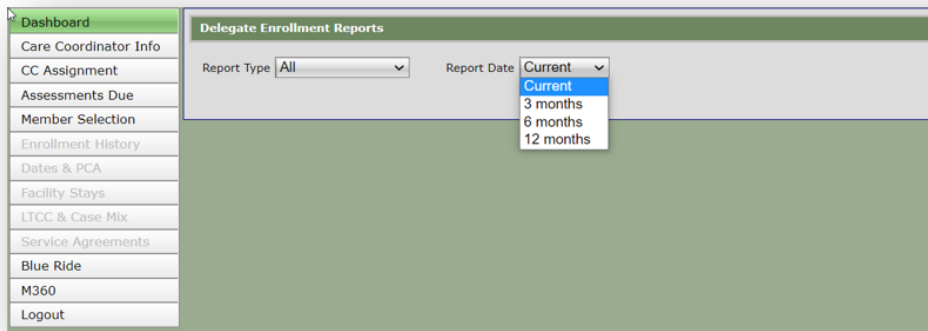 Dashboard
Care Coordinator Info
CC Assignment
Assessments Due
Member Selection
Enrollment History
Dates & PCA
Facility Stays
LTCC & Case Mix
Service Agreements
Blue Ride
M360
Logout
Delegate Enrollment Reports
Report Type All Report Date Current
Current
3 months
6 months
12 months